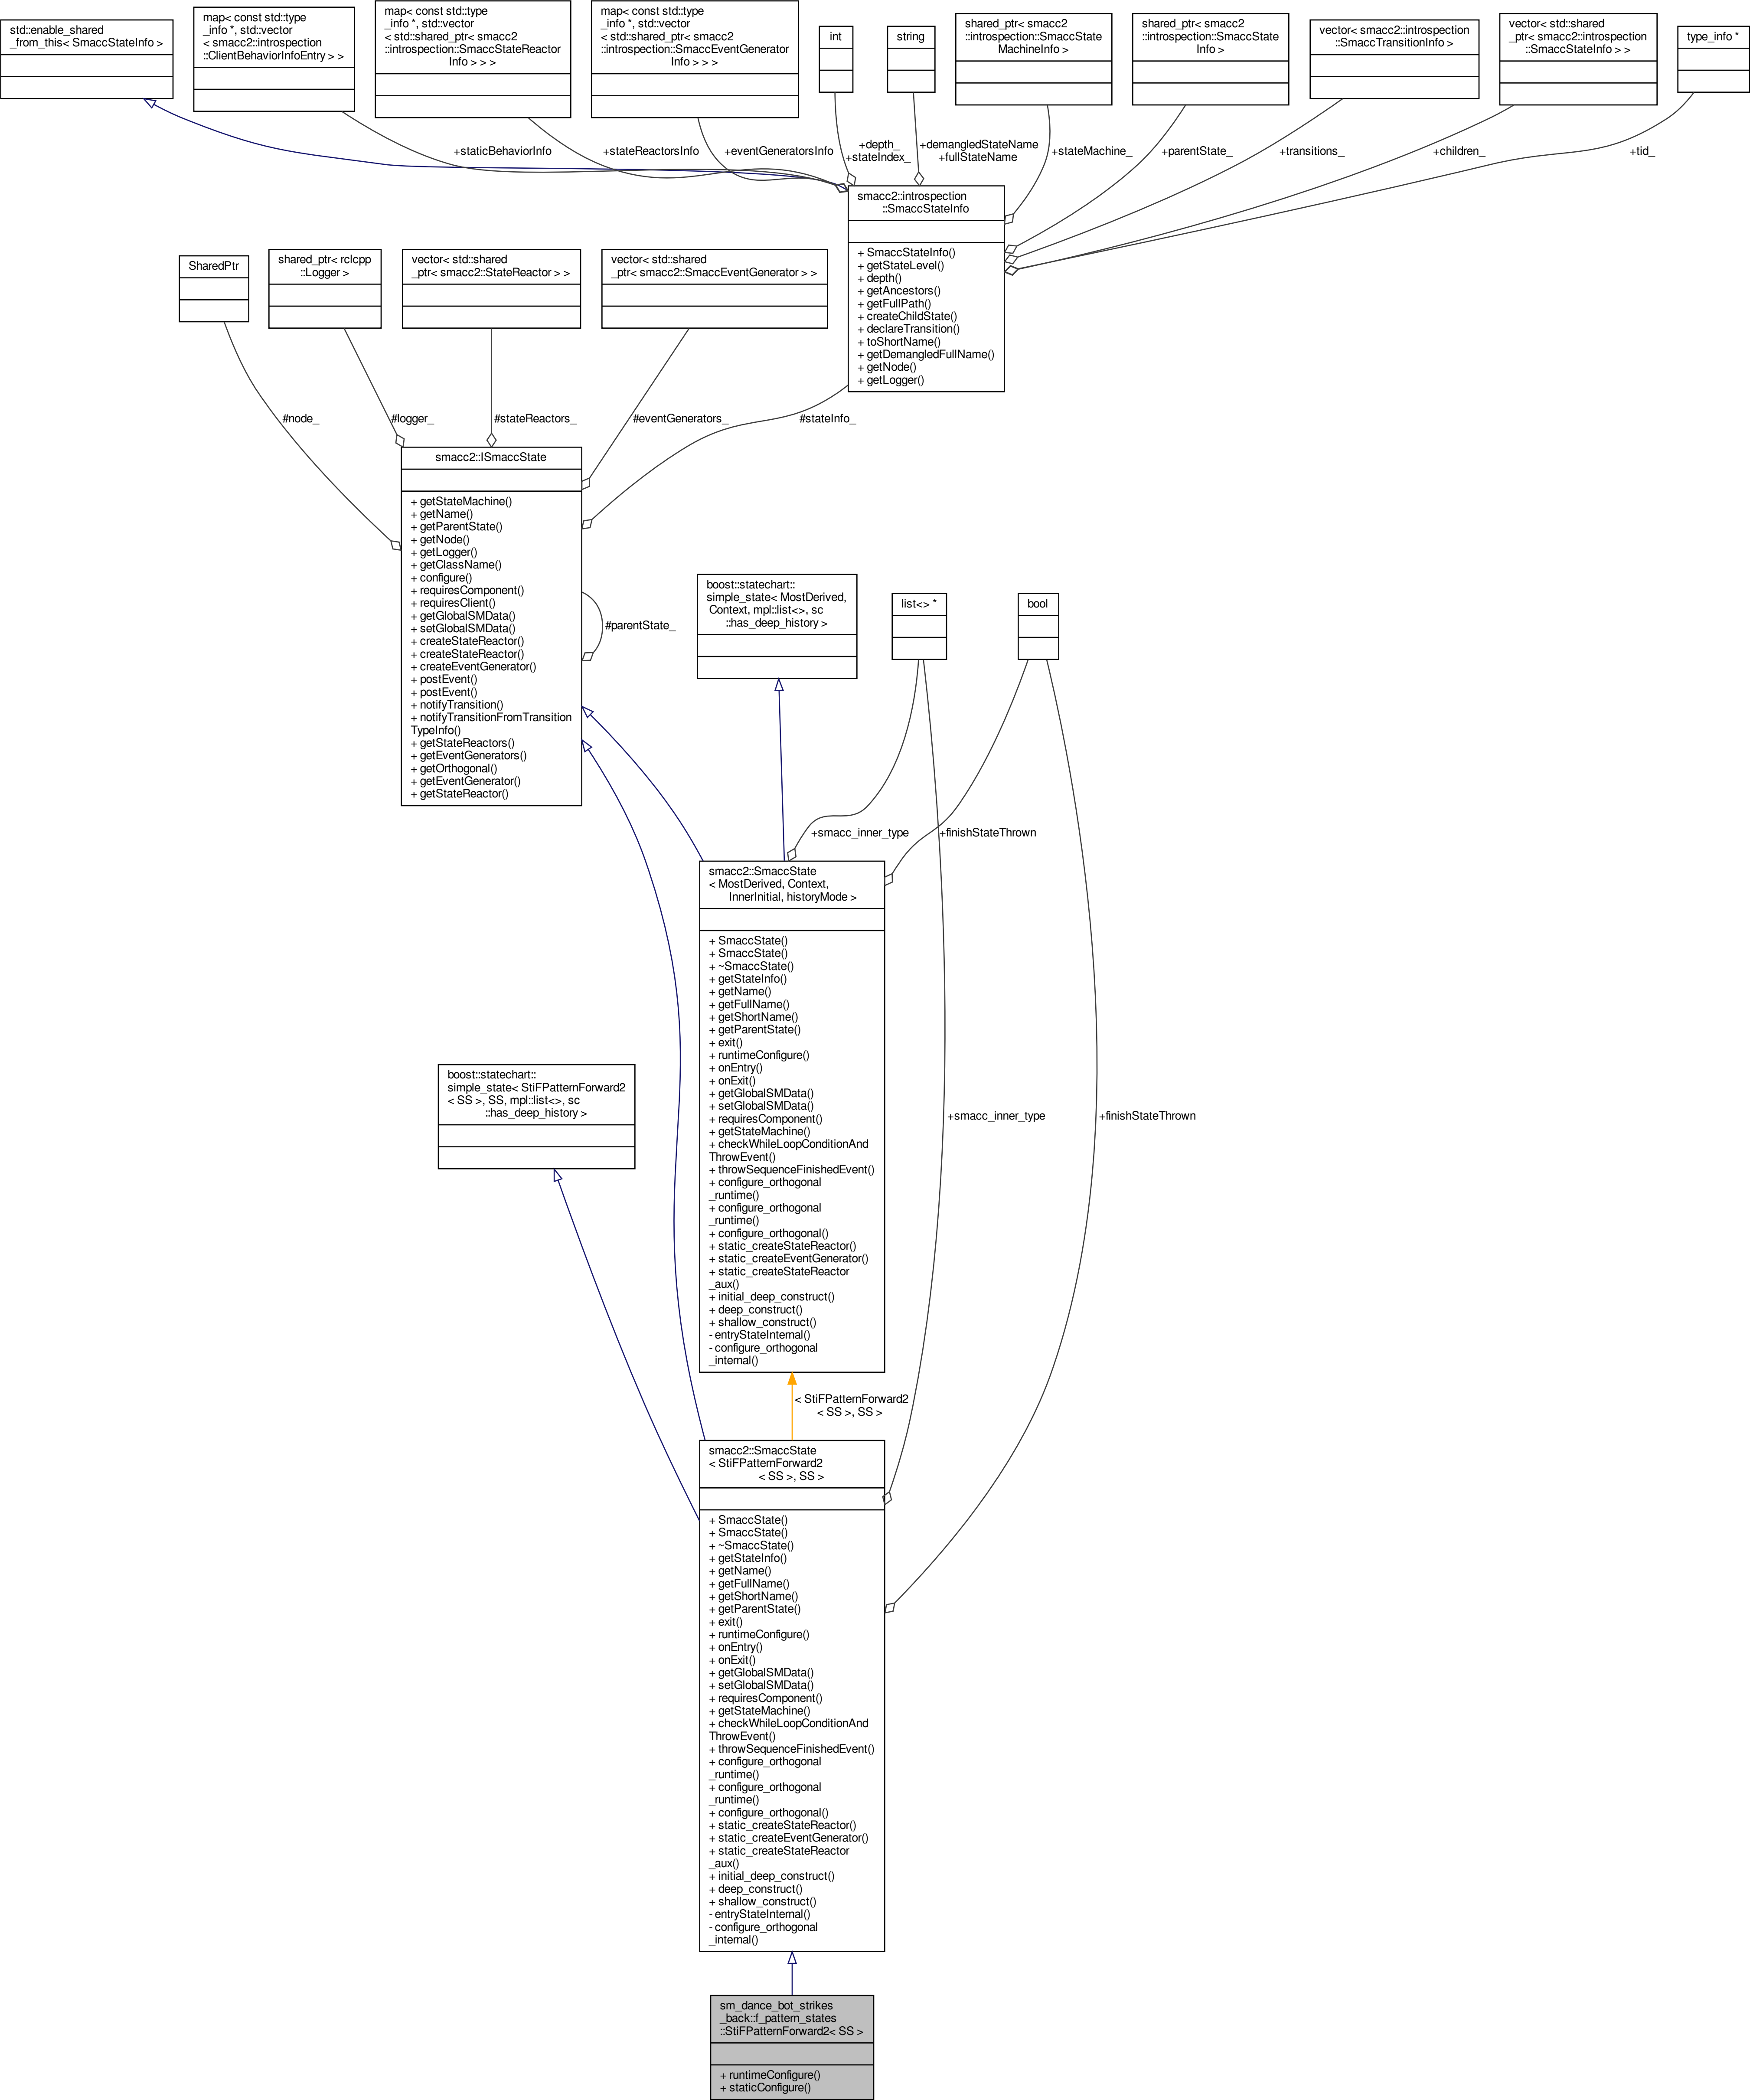 std::enable_shared
_from_this< SmaccStateInfo >
map< const std::type
_info *, std::vector
< smacc2::introspection
::ClientBehaviorInfoEntry > >
map< const std::type
_info *, std::vector
< std::shared_ptr< smacc2
::introspection::SmaccStateReactor
Info > > >
map< const std::type
_info *, std::vector
< std::shared_ptr< smacc2
::introspection::SmaccEventGenerator
Info > > >
int
string
shared_ptr< smacc2
::introspection::SmaccState
MachineInfo >
shared_ptr< smacc2
::introspection::SmaccState
Info >
vector< smacc2::introspection
::SmaccTransitionInfo >
vector< std::shared
_ptr< smacc2::introspection
::SmaccStateInfo > >
type_info *
+staticBehaviorInfo
+stateReactorsInfo
+eventGeneratorsInfo
+depth_
+stateIndex_
+demangledStateName
+fullStateName
+stateMachine_
+parentState_
+transitions_
+children_
+tid_
smacc2::introspection
::SmaccStateInfo
+ SmaccStateInfo()
+ getStateLevel()
+ depth()
+ getAncestors()
+ getFullPath()
+ createChildState()
+ declareTransition()
+ toShortName()
+ getDemangledFullName()
+ getNode()
+ getLogger()
SharedPtr
shared_ptr< rclcpp
::Logger >
vector< std::shared
_ptr< smacc2::StateReactor > >
vector< std::shared
_ptr< smacc2::SmaccEventGenerator > >
#node_
#logger_
#stateReactors_
#eventGenerators_
#stateInfo_
smacc2::ISmaccState
+ getStateMachine()
+ getName()
+ getParentState()
+ getNode()
+ getLogger()
+ getClassName()
+ configure()
+ requiresComponent()
+ requiresClient()
+ getGlobalSMData()
+ setGlobalSMData()
+ createStateReactor()
+ createStateReactor()
+ createEventGenerator()
+ postEvent()
+ postEvent()
+ notifyTransition()
+ notifyTransitionFromTransition
TypeInfo()
+ getStateReactors()
+ getEventGenerators()
+ getOrthogonal()
+ getEventGenerator()
+ getStateReactor()
#parentState_
boost::statechart::
simple_state< MostDerived,
Context, mpl::list<>, sc
::has_deep_history >
list<> *
bool
+smacc_inner_type
+finishStateThrown
smacc2::SmaccState
< MostDerived, Context,
InnerInitial, historyMode >
+ SmaccState()
+ SmaccState()
+ ~SmaccState()
+ getStateInfo()
+ getName()
+ getFullName()
+ getShortName()
+ getParentState()
+ exit()
+ runtimeConfigure()
+ onEntry()
+ onExit()
+ getGlobalSMData()
+ setGlobalSMData()
+ requiresComponent()
+ getStateMachine()
+ checkWhileLoopConditionAnd
ThrowEvent()
+ throwSequenceFinishedEvent()
+ configure_orthogonal
_runtime()
+ configure_orthogonal
_runtime()
+ configure_orthogonal()
+ static_createStateReactor()
+ static_createEventGenerator()
+ static_createStateReactor
_aux()
+ initial_deep_construct()
+ deep_construct()
+ shallow_construct()
- entryStateInternal()
- configure_orthogonal
_internal()
boost::statechart::
simple_state< StiFPatternForward2
< SS >, SS, mpl::list<>, sc
::has_deep_history >
+smacc_inner_type
+finishStateThrown
< StiFPatternForward2
< SS >, SS >
smacc2::SmaccState
< StiFPatternForward2
< SS >, SS >
+ SmaccState()
+ SmaccState()
+ ~SmaccState()
+ getStateInfo()
+ getName()
+ getFullName()
+ getShortName()
+ getParentState()
+ exit()
+ runtimeConfigure()
+ onEntry()
+ onExit()
+ getGlobalSMData()
+ setGlobalSMData()
+ requiresComponent()
+ getStateMachine()
+ checkWhileLoopConditionAnd
ThrowEvent()
+ throwSequenceFinishedEvent()
+ configure_orthogonal
_runtime()
+ configure_orthogonal
_runtime()
+ configure_orthogonal()
+ static_createStateReactor()
+ static_createEventGenerator()
+ static_createStateReactor
_aux()
+ initial_deep_construct()
+ deep_construct()
+ shallow_construct()
- entryStateInternal()
- configure_orthogonal
_internal()
sm_dance_bot_strikes
_back::f_pattern_states
::StiFPatternForward2< SS >
+ runtimeConfigure()
+ staticConfigure()